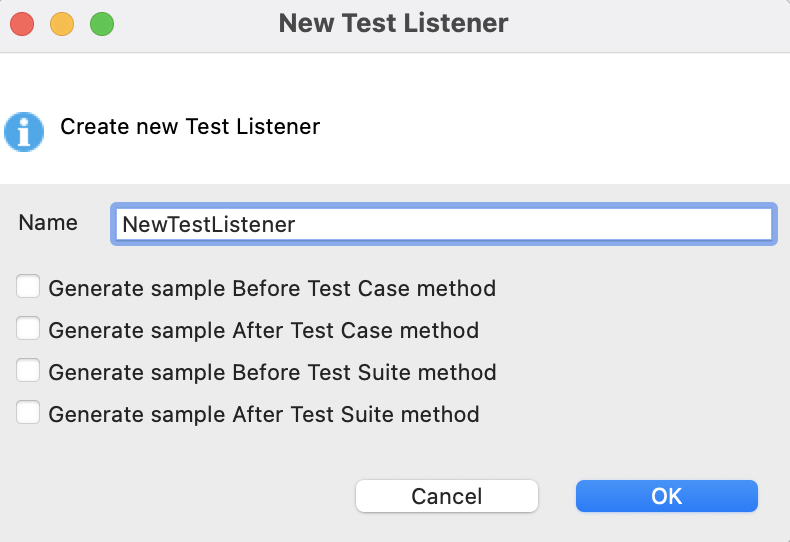 New Test Listener
Create new Test Listener
Name NewTestListener
Generate sample Before Test Case method
Generate sample After Test Case method
Generate sample Before Test Suite method
Generate sample After Test Suite method
Cancel OK